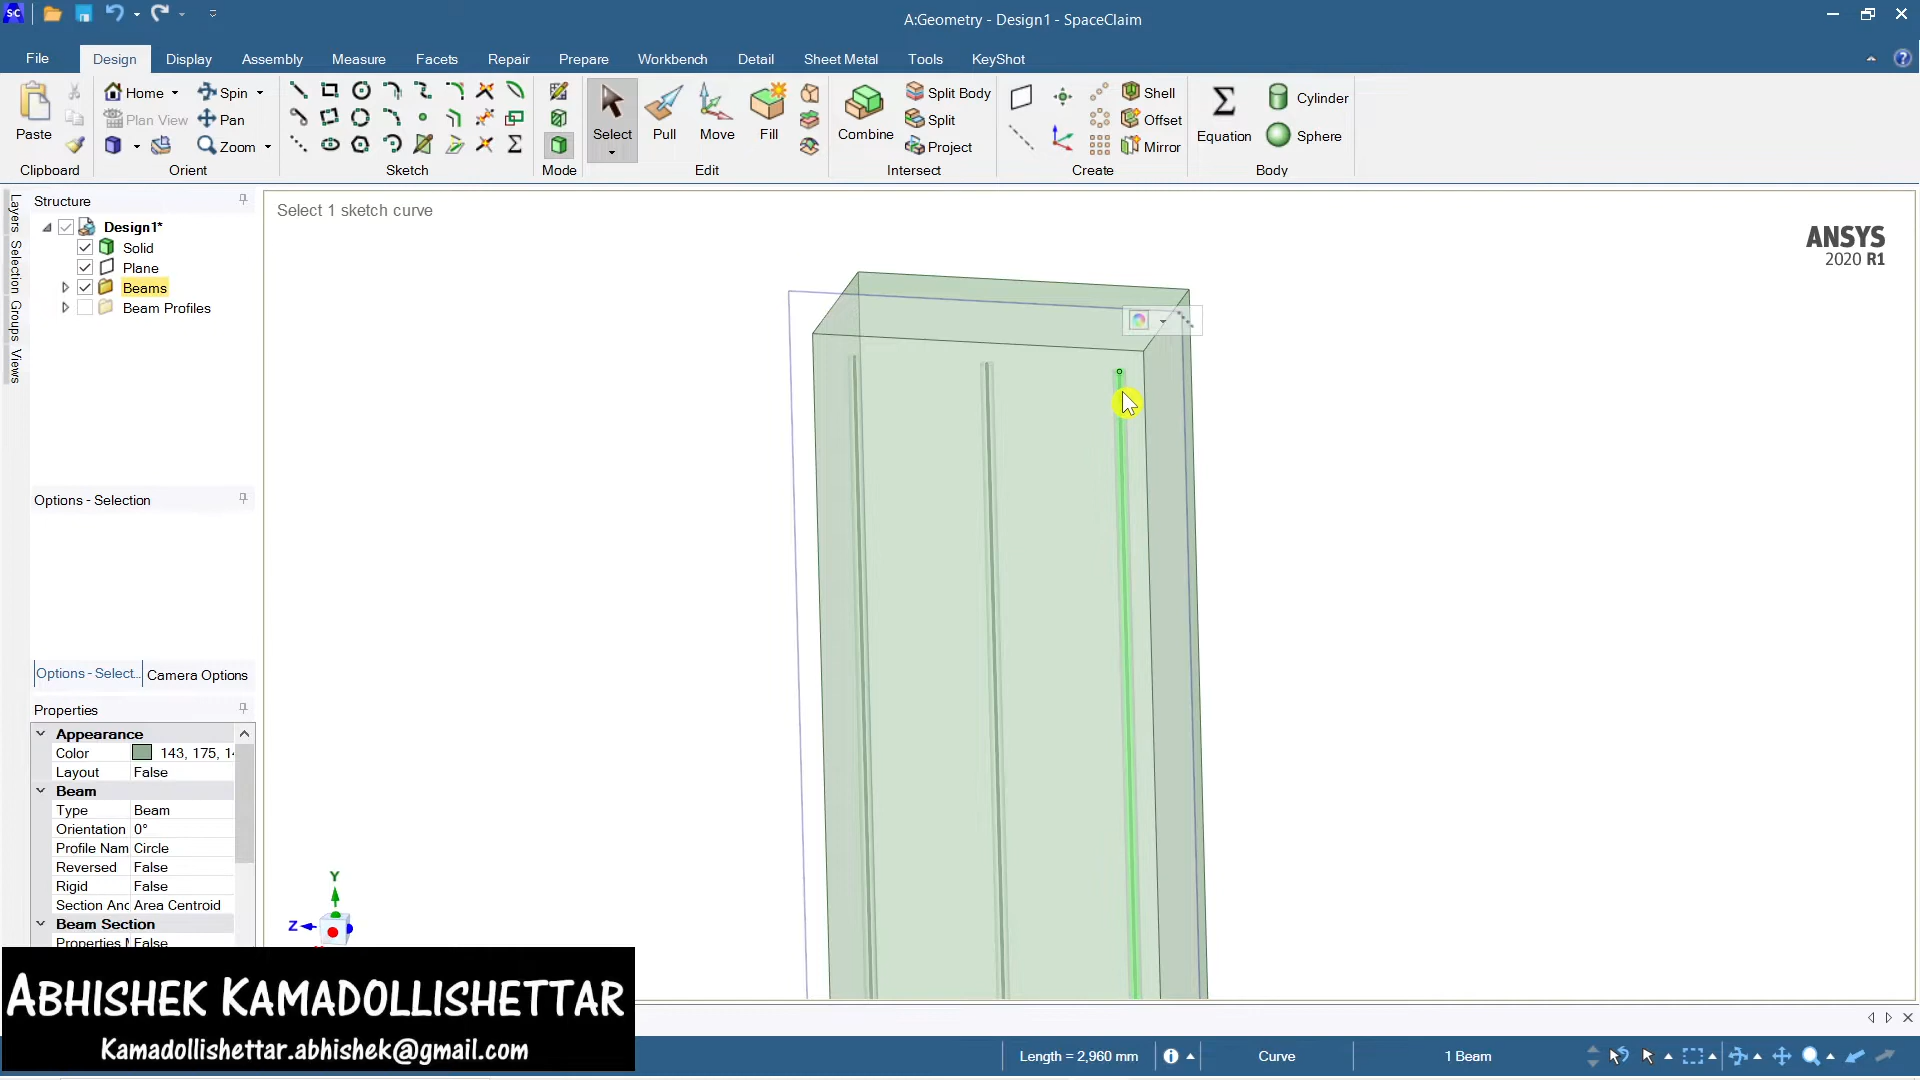 A:Geometry - Design1 - SpaceClaim
File Design Display Assembly Measure Facets Repair Prepare Workbench Detail Sheet Metal Tools KeyShot
Paste
Home
Plan View
Spin
Pan
Zoom
Select
Pull
Move
Fill
Combine
Split Body
Split
Project
Shell
Offset
Mirror
Equation
Cylinder
Sphere
Clipboard Orient Sketch Mode Edit Intersect Create Body
Layers Selection Groups Views
Structure
Design1*
Solid
Plane
Beams
Beam Profiles
Select 1 sketch curve
ANSYS
2020 R1
Options - Selection
Options - Select... Camera Options
Properties
Appearance
Color 143, 175, 14
Layout False
Beam
Type Beam
Orientation 0°
Profile Nam Circle
Reversed False
Rigid False
Section Anc Area Centroid
Beam Section
Properties M False
Y
Z
ABHISHEK KAMADOLLISHETTAR
Kamadollishettar.abhishek@gmail.com
Length = 2,960 mm Curve 1 Beam